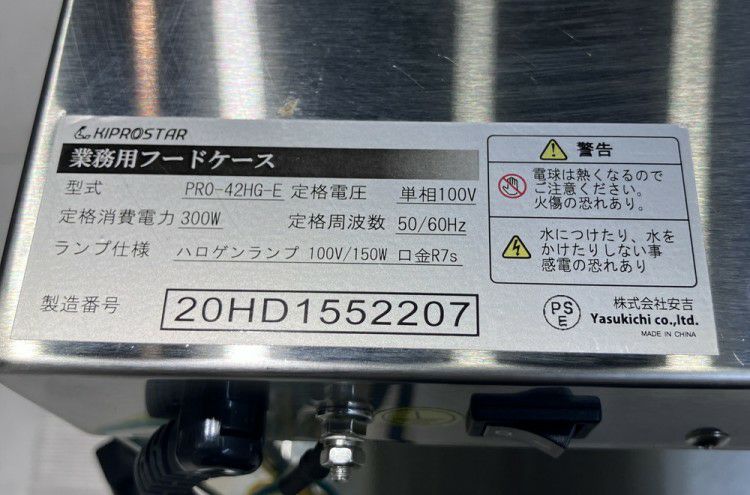 KIPROSTAR
業務用フードケース
型式 PRO-42HG-E 定格電圧 単相100V
定格消費電力 300W 定格周波数 50/60Hz
ランプ仕様 ハロゲンランプ 100V/150W 口金R7s
製造番号 20HD1552207
警告
電球は熱くなるので
ご注意ください。
火傷の恐れあり。
水につけたり、水を
かけたりしない事
感電の恐れあり
PSE
株式会社安吉
Yasukichi co.,ltd.
MADE IN CHINA